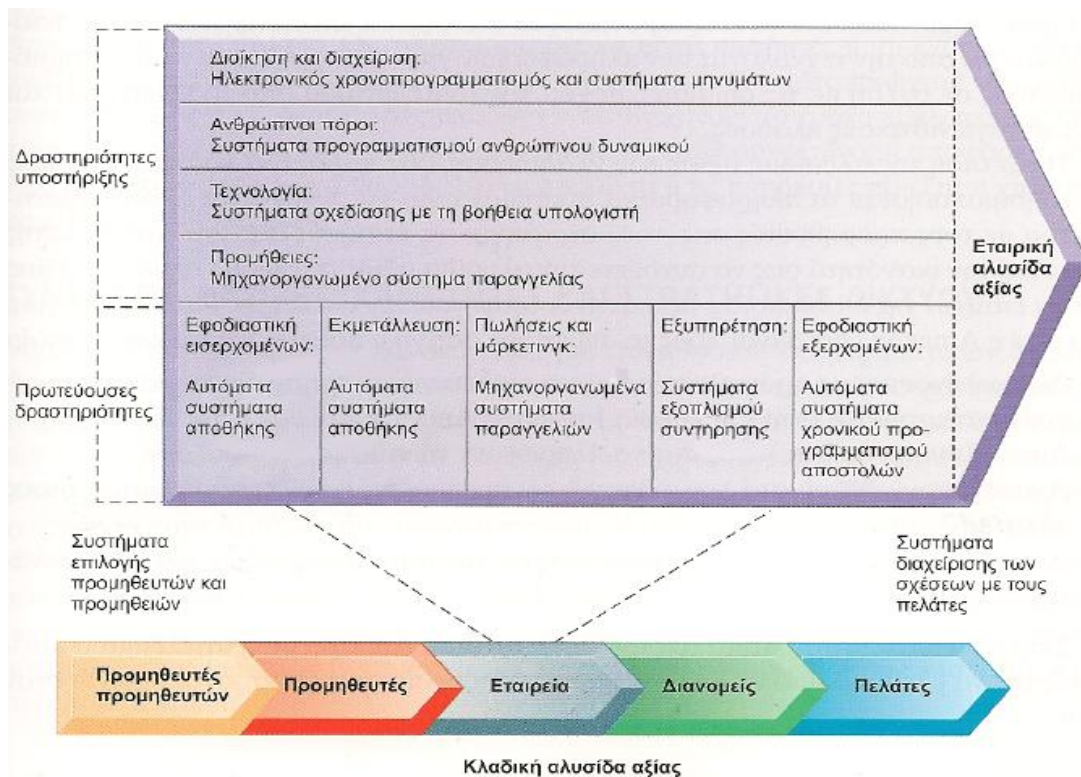 Διοίκηση και διαχείριση:
Ηλεκτρονικός χρονοπρογραμματισμός και συστήματα μηνυμάτων
Ανθρώπινοι πόροι:
Συστήματα προγραμματισμού ανθρώπινου δυναμικού
Δραστηριότητες
υποστήριξης
Τεχνολογία:
Συστήματα σχεδίασης με τη βοήθεια υπολογιστή
Προμήθειες:
Μηχανοργανωμένο σύστημα παραγγελίας
Εταιρική
αλυσίδα
αξίας
Πρωτεύουσες
δραστηριότητες
Εφοδιαστική
εισερχομένων:
Αυτόματα
συστήματα
αποθήκης
Εκμετάλλευση:
Αυτόματα
συστήματα
αποθήκης
Πωλήσεις και
μάρκετινγκ:
Μηχανοργανωμένα
συστήματα
παραγγελιών
Εξυπηρέτηση:
Συστήματα
εξοπλισμού
συντήρησης
Εφοδιαστική
εξερχομένων:
Αυτόματα
συστήματα
χρονικού προ-
γραμματισμού
αποστολών
Συστήματα
επιλογής
προμηθευτών και
προμηθειών
Συστήματα
διαχείρισης των
σχέσεων με τους
πελάτες
Προμηθευτές
προμηθευτών
Προμηθευτές
Εταιρεία
Διανομείς
Πελάτες
Κλαδική αλυσίδα αξίας